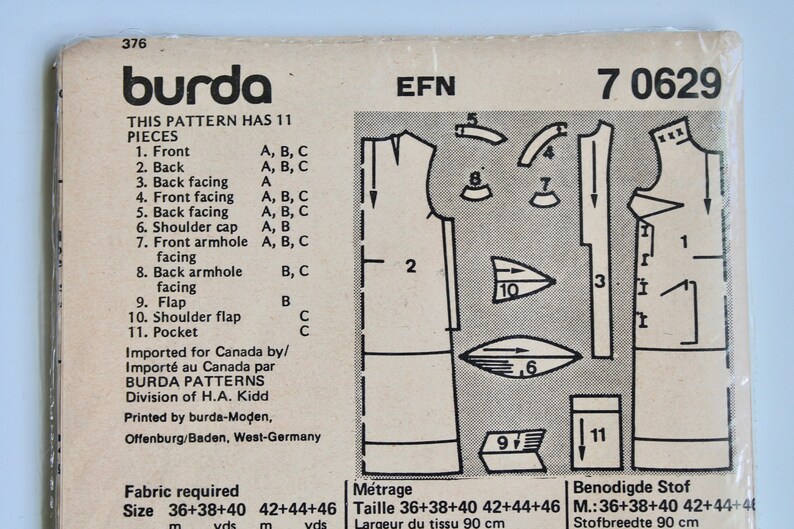 376
burda EFN 7 0629
THIS PATTERN HAS 11
PIECES
1. Front A, B, C
2. Back A, B, C
3. Back facing A
4. Front facing A, B, C
5. Back facing A, B, C
6. Shoulder cap A, B
7. Front armhole A, B, C
facing
8. Back armhole B, C
facing
9. Flap B
10. Shoulder flap C
11. Pocket C
Imported for Canada by/
Importé au Canada par
BURDA PATTERNS
Division of H.A. Kidd
Printed by burda-Moden,
Offenburg/Baden, West-Germany
5
4
8
7
2
10
3
1
6
9
11
Fabric required
Size 36+38+40 42+44+46
m yds m yds
Métrage
Taille 36+38+40 42+44+46
Largeur du tissu 90 cm
Benodigde Stof
M.:36+38+40 42+44+46
Stofbreedte 90 cm